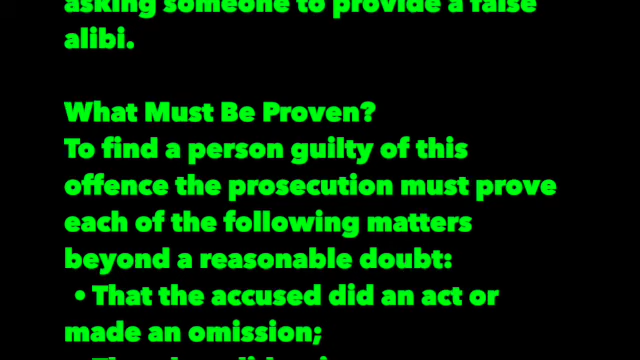 asking someone to provide a false
alibi.
What Must Be Proven?
To find a person guilty of this
offence the prosecution must prove
each of the following matters
beyond a reasonable doubt:
• That the accused did an act or
made an omission;